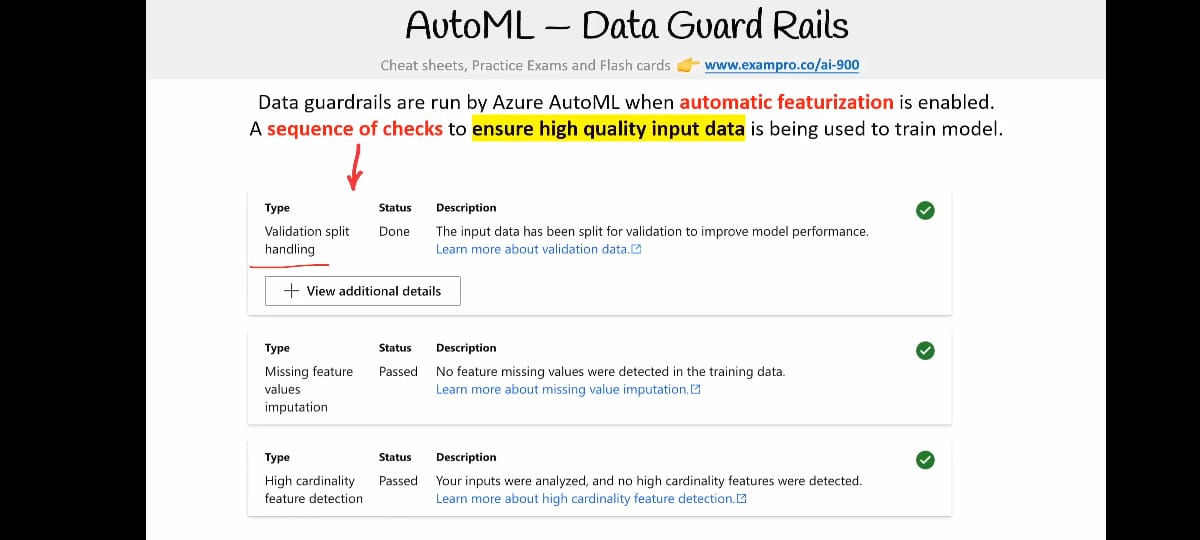 AutoML – Data Guard Rails
Cheat sheets, Practice Exams and Flash cards 👉 www.exampro.co/ai-900
Data guardrails are run by Azure AutoML when automatic featurization is enabled.
A sequence of checks to ensure high quality input data is being used to train model.
Type Status Description
Validation split Done The input data has been split for validation to improve model performance.
handling Learn more about validation data.
+ View additional details
Type Status Description
Missing feature Passed No feature missing values were detected in the training data.
values Learn more about missing value imputation.
imputation
Type Status Description
High cardinality Passed Your inputs were analyzed, and no high cardinality features were detected.
feature detection Learn more about high cardinality feature detection.